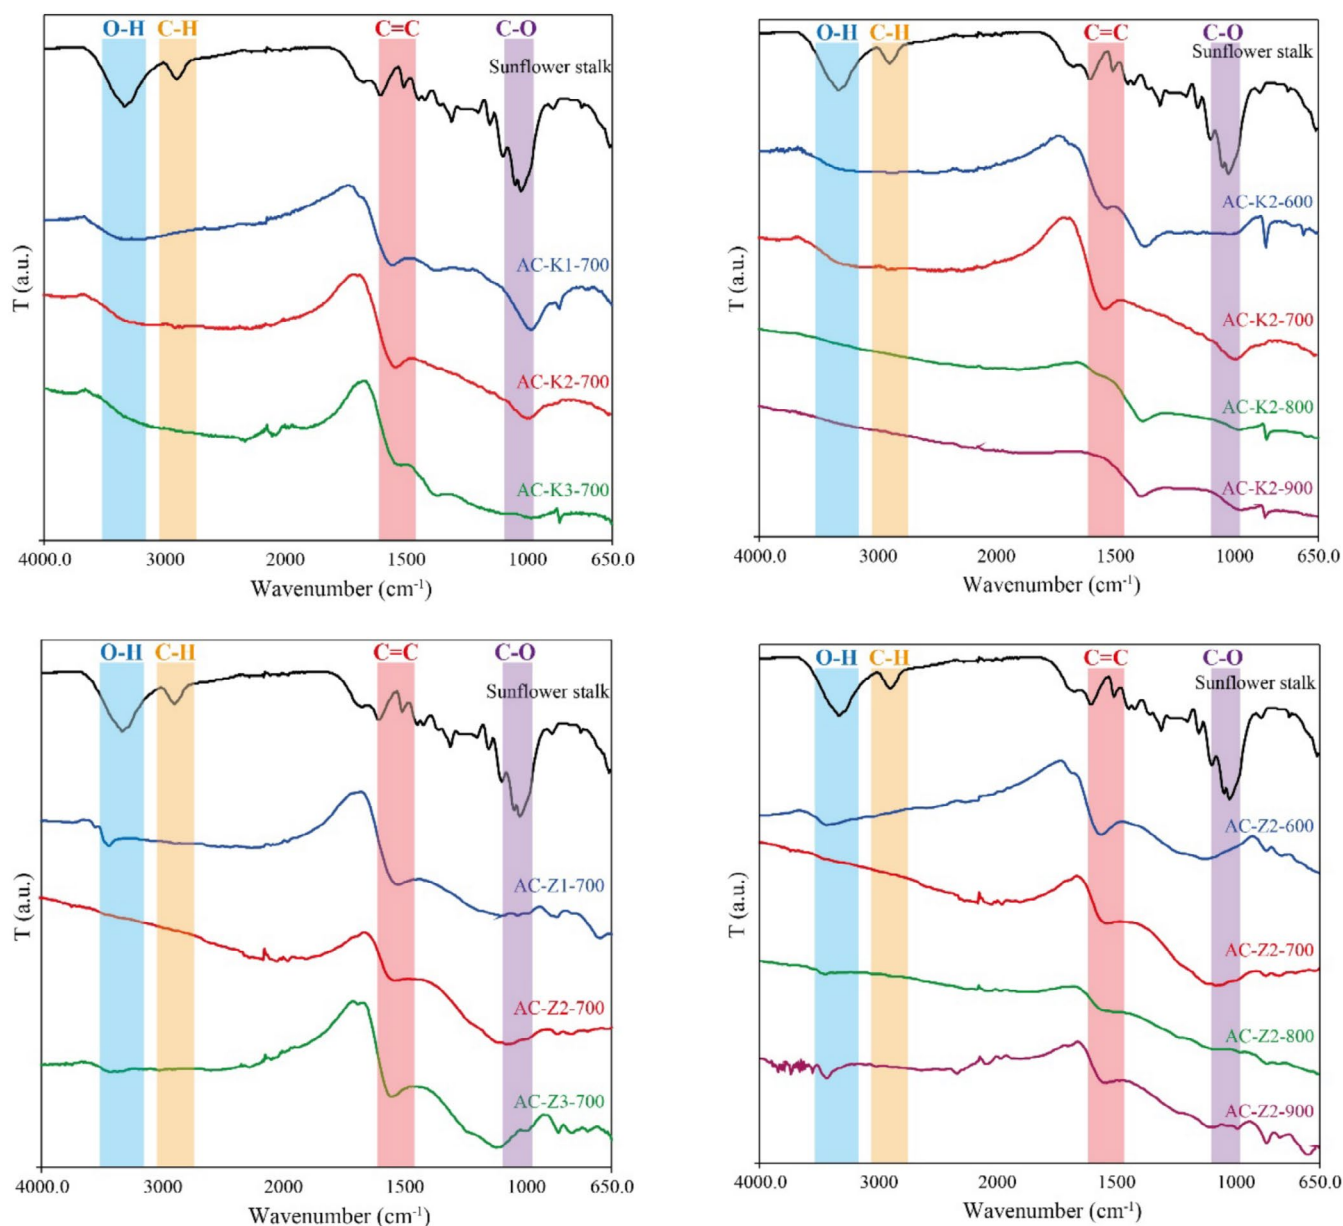 O-H C-H C=C C-O
Sunflower stalk
AC-K1-700
AC-K2-700
AC-K3-700
T (a.u.)
4000.0 3000 2000 1500 1000 650.0
Wavenumber (cm⁻¹)
O-H C-H C=C C-O
Sunflower stalk
AC-K2-600
AC-K2-700
AC-K2-800
AC-K2-900
T (a.u.)
4000.0 3000 2000 1500 1000 650.0
Wavenumber (cm⁻¹)
O-H C-H C=C C-O
Sunflower stalk
AC-Z1-700
AC-Z2-700
AC-Z3-700
T (a.u.)
4000.0 3000 2000 1500 1000 650.0
Wavenumber (cm⁻¹)
O-H C-H C=C C-O
Sunflower stalk
AC-Z2-600
AC-Z2-700
AC-Z2-800
AC-Z2-900
T (a.u.)
4000.0 3000 2000 1500 1000 650.0
Wavenumber (cm⁻¹)